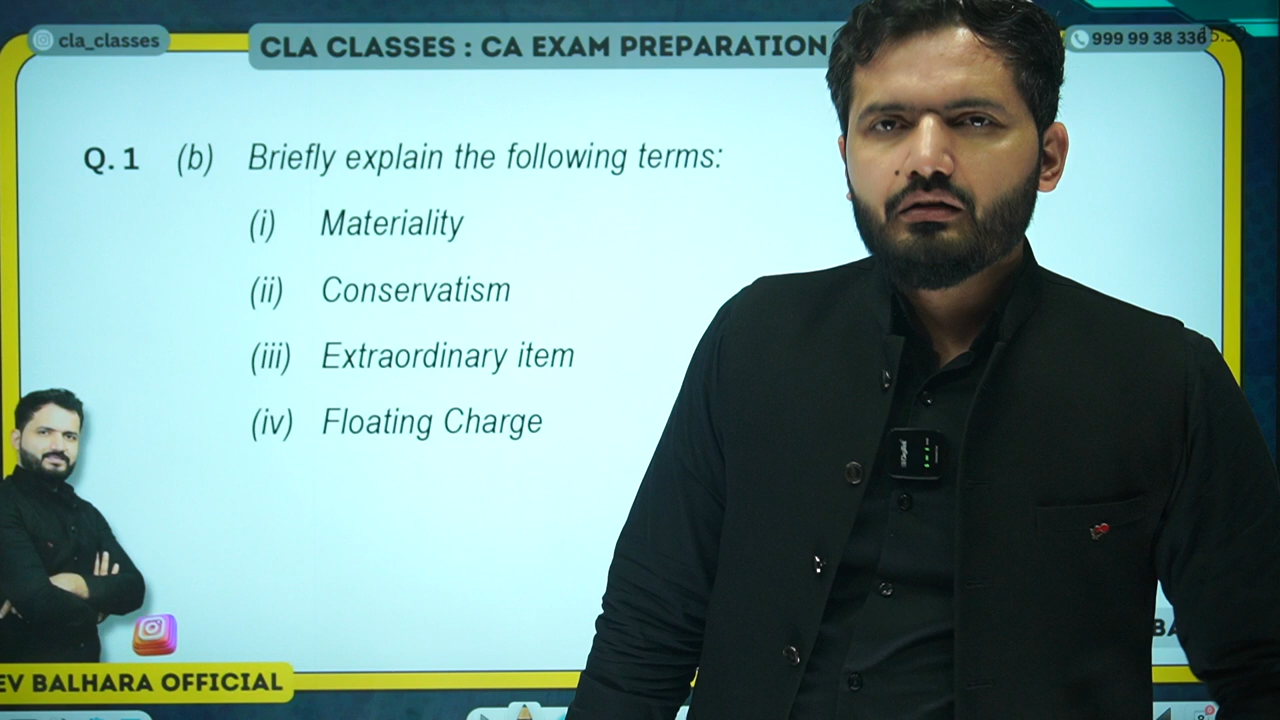 cla_classes
CLA CLASSES : CA EXAM PREPARATION
999 99 38 336
Q. 1 (b) Briefly explain the following terms:
(i) Materiality
(ii) Conservatism
(iii) Extraordinary item
(iv) Floating Charge
EV BALHARA OFFICIAL